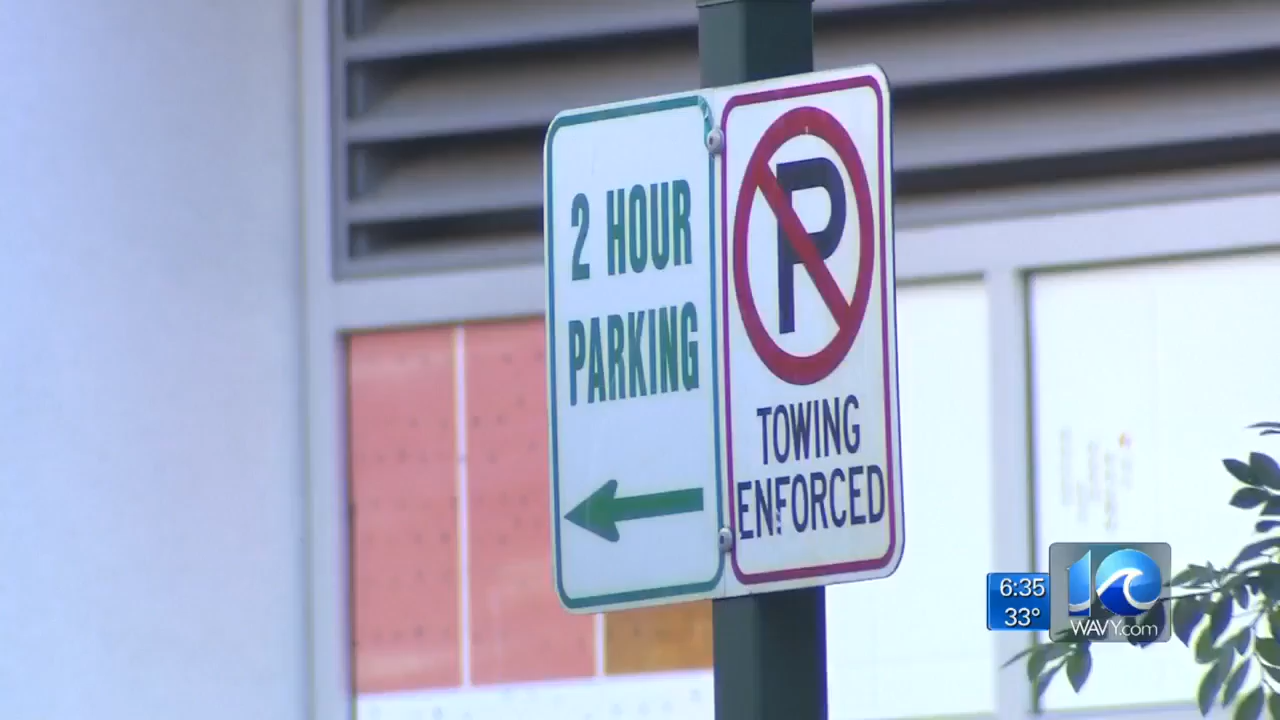 2 HOUR
PARKING
P
TOWING
ENFORCED
6:35
33°
10
WAVY.com